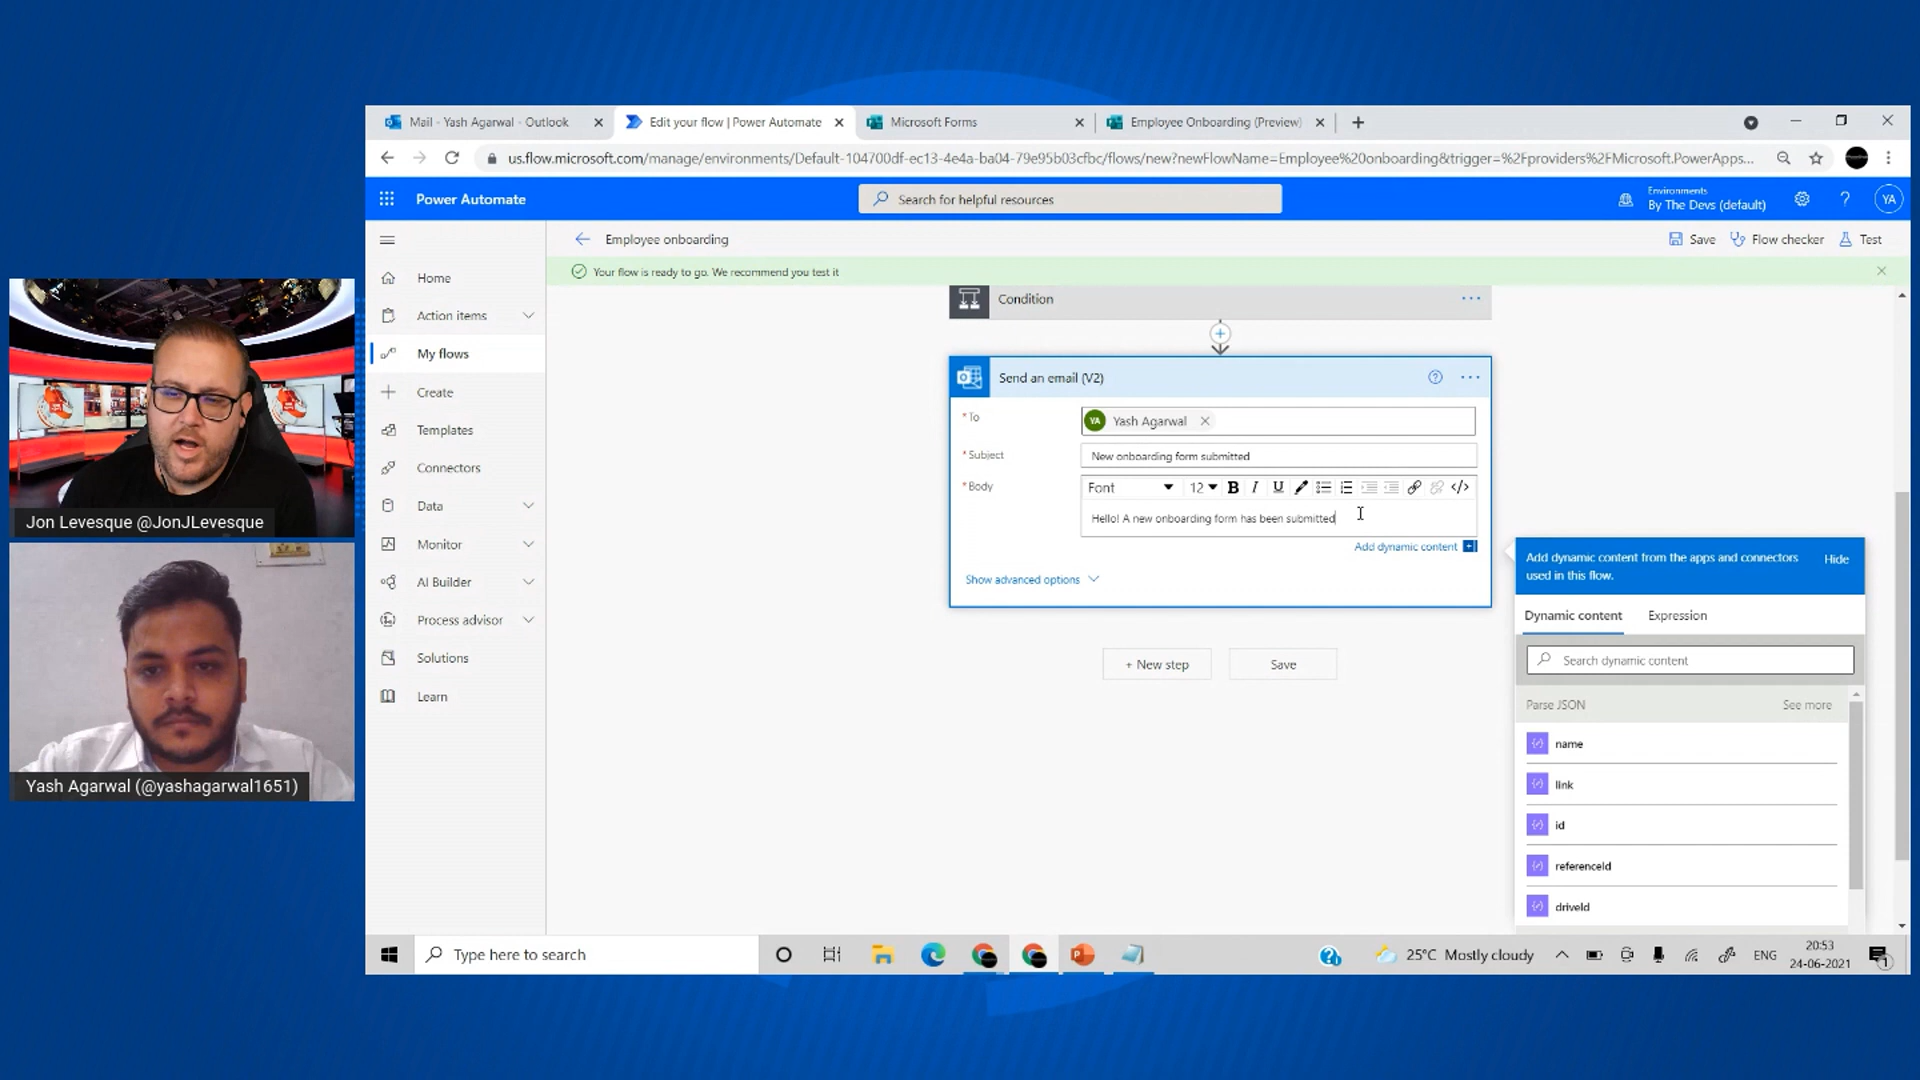 Mail - Yash Agarwal - Outlook
Edit your flow | Power Automate
Microsoft Forms
Employee Onboarding (Preview)
us.flow.microsoft.com/manage/environments/Default-104700df-ec13-4e4a-ba04-79e95b03cfbc/flows/new?newFlowName=Employee%20onboarding&trigger=%2Fproviders%2FMicrosoft.PowerApps...
Power Automate
Search for helpful resources
Environments
By The Devs (default)
?
YA
Employee onboarding
Save
Flow checker
Test
Your flow is ready to go. We recommend you test it
Home
Action items
My flows
Create
Templates
Connectors
Data
Monitor
AI Builder
Process advisor
Solutions
Learn
Condition
Send an email (V2)
* To
YA Yash Agarwal
* Subject
New onboarding form submitted
* Body
Font 12 B I U </>
Hello! A new onboarding form has been submitted
Add dynamic content
Show advanced options
+ New step
Save
Add dynamic content from the apps and connectors
used in this flow.
Hide
Dynamic content
Expression
Search dynamic content
Parse JSON
See more
name
link
id
referenceId
driveId
Jon Levesque @JonJLevesque
Yash Agarwal (@yashagarwal1651)
Type here to search
25°C Mostly cloudy
ENG
20:53
24-06-2021
1